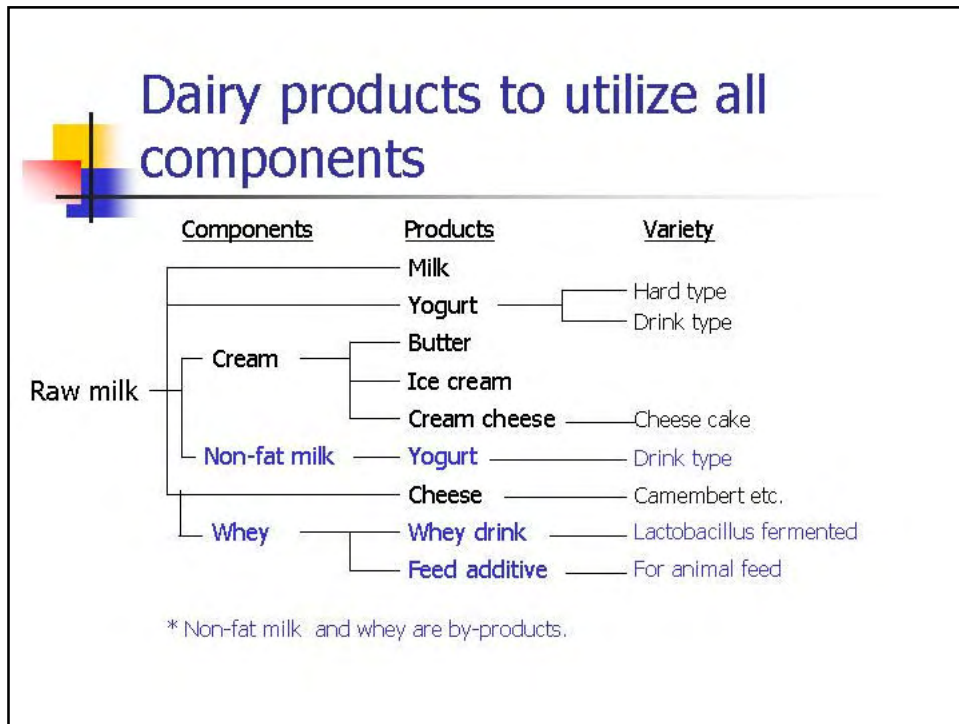 Dairy products to utilize all
components
Components Products Variety
Milk
Hard type
Yogurt
Drink type
Butter
Cream
Ice cream
Raw milk
Cream cheese Cheese cake
Non-fat milk Yogurt Drink type
Cheese Camembert etc.
Whey Whey drink Lactobacillus fermented
Feed additive For animal feed
* Non-fat milk and whey are by-products.